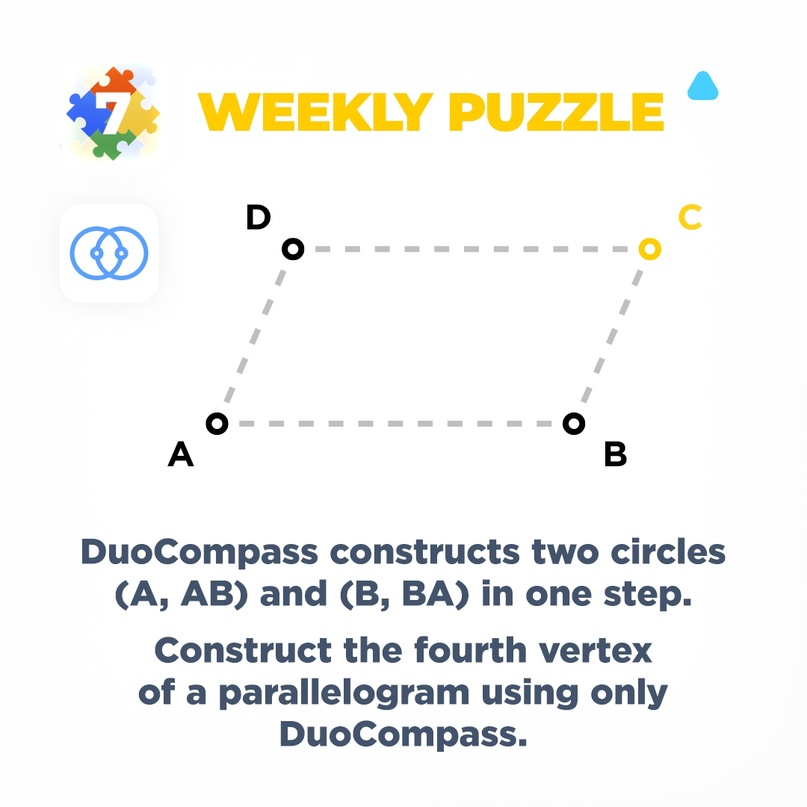 7
WEEKLY PUZZLE
D
C
A
B
DuoCompass constructs two circles
(A, AB) and (B, BA) in one step.
Construct the fourth vertex
of a parallelogram using only
DuoCompass.